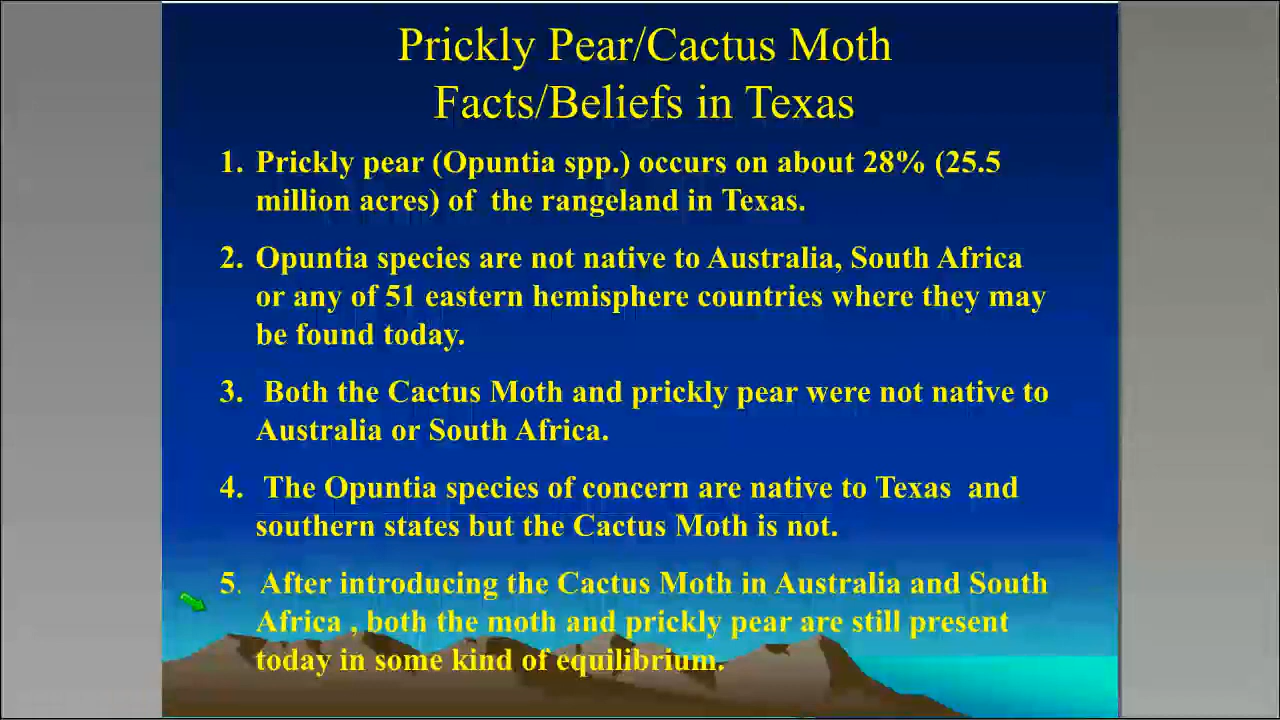 Prickly Pear/Cactus Moth
Facts/Beliefs in Texas
1. Prickly pear (Opuntia spp.) occurs on about 28% (25.5
million acres) of the rangeland in Texas.
2. Opuntia species are not native to Australia, South Africa
or any of 51 eastern hemisphere countries where they may
be found today.
3. Both the Cactus Moth and prickly pear were not native to
Australia or South Africa.
4. The Opuntia species of concern are native to Texas and
southern states but the Cactus Moth is not.
5. After introducing the Cactus Moth in Australia and South
Africa , both the moth and prickly pear are still present
today in some kind of equilibrium.